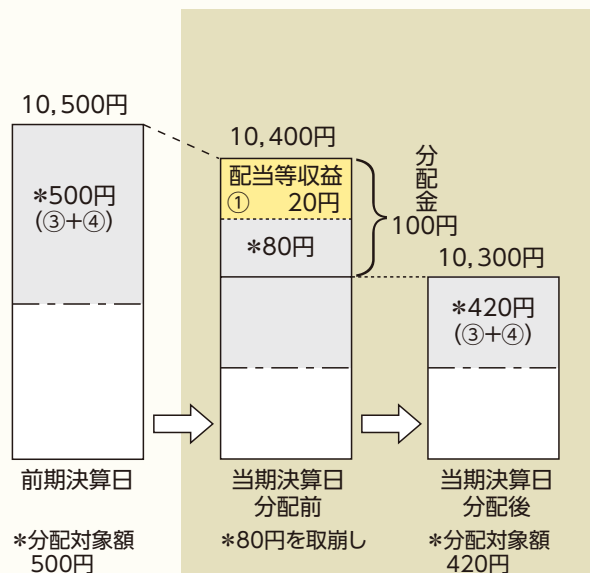 10,500円
*500円
(③+④)
前期決算日
*分配対象額
500円
10,400円
配当等収益
① 20円
*80円
分配金
100円
当期決算日
分配前
*80円を取崩し
10,300円
*420円
(③+④)
当期決算日
分配後
*分配対象額
420円